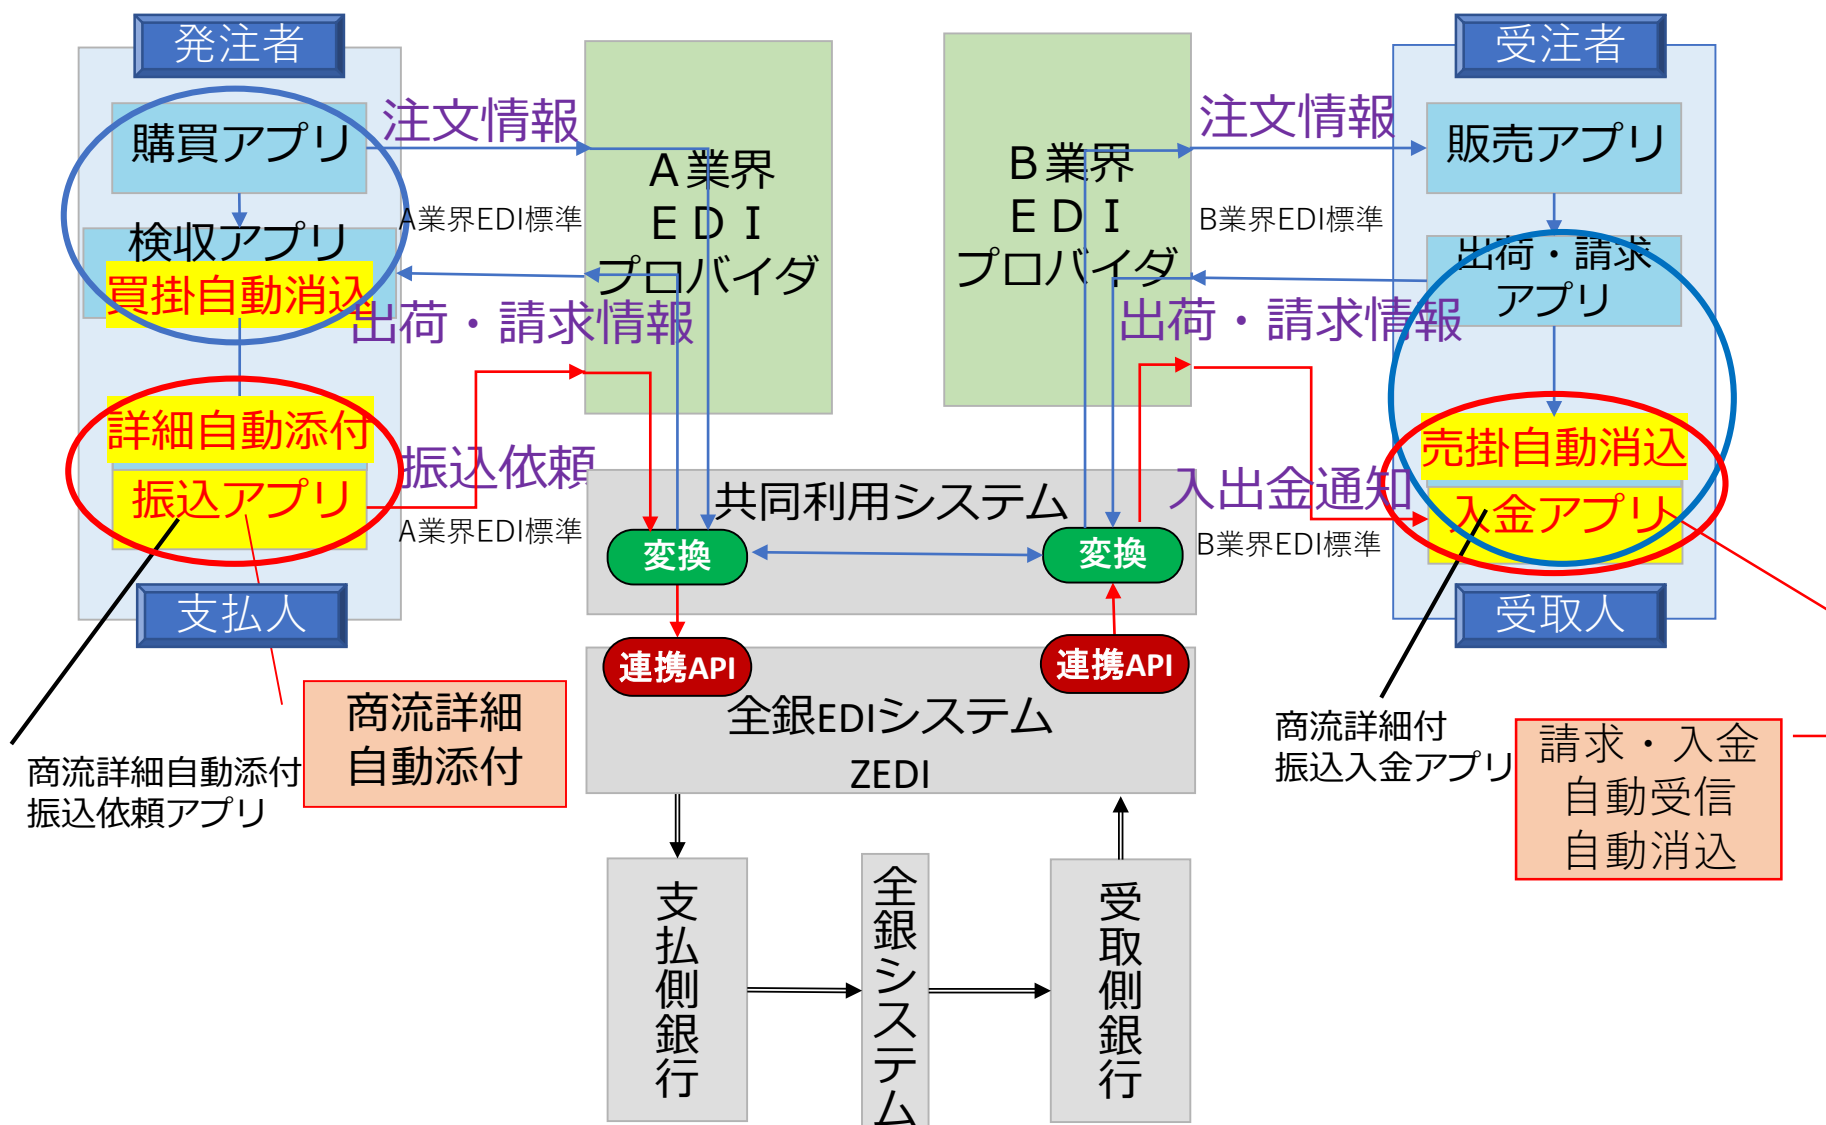 発注者
購買アプリ
検収アプリ
買掛自動消込
詳細自動添付
振込アプリ
支払人
商流詳細自動添付
振込依頼アプリ
商流詳細
自動添付
注文情報
A業界EDI標準
出荷・請求情報
振込依頼
A業界EDI標準
A業界
EDI
プロバイダ
B業界
EDI
プロバイダ
共同利用システム
変換
変換
連携API
連携API
全銀EDIシステム
ZEDI
支払側銀行
全銀システム
受取側銀行
注文情報
B業界EDI標準
出荷・請求情報
入出金通知
B業界EDI標準
受注者
販売アプリ
出荷・請求
アプリ
売掛自動消込
入金アプリ
受取人
商流詳細付
振込入金アプリ
請求・入金
自動受信
自動消込